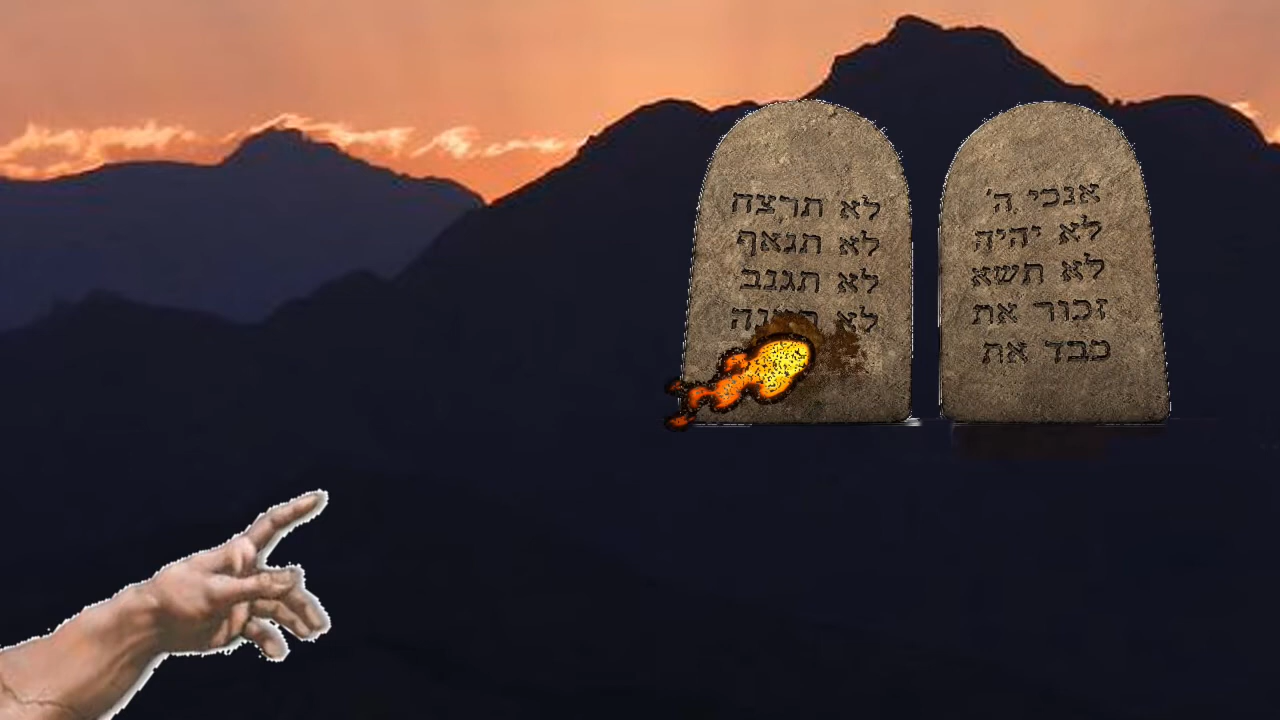 אנכי ה'
לא יהיה
לא תשא
זכור את
כבד את
לא תרצח
לא תנאף
לא תגנב
לא